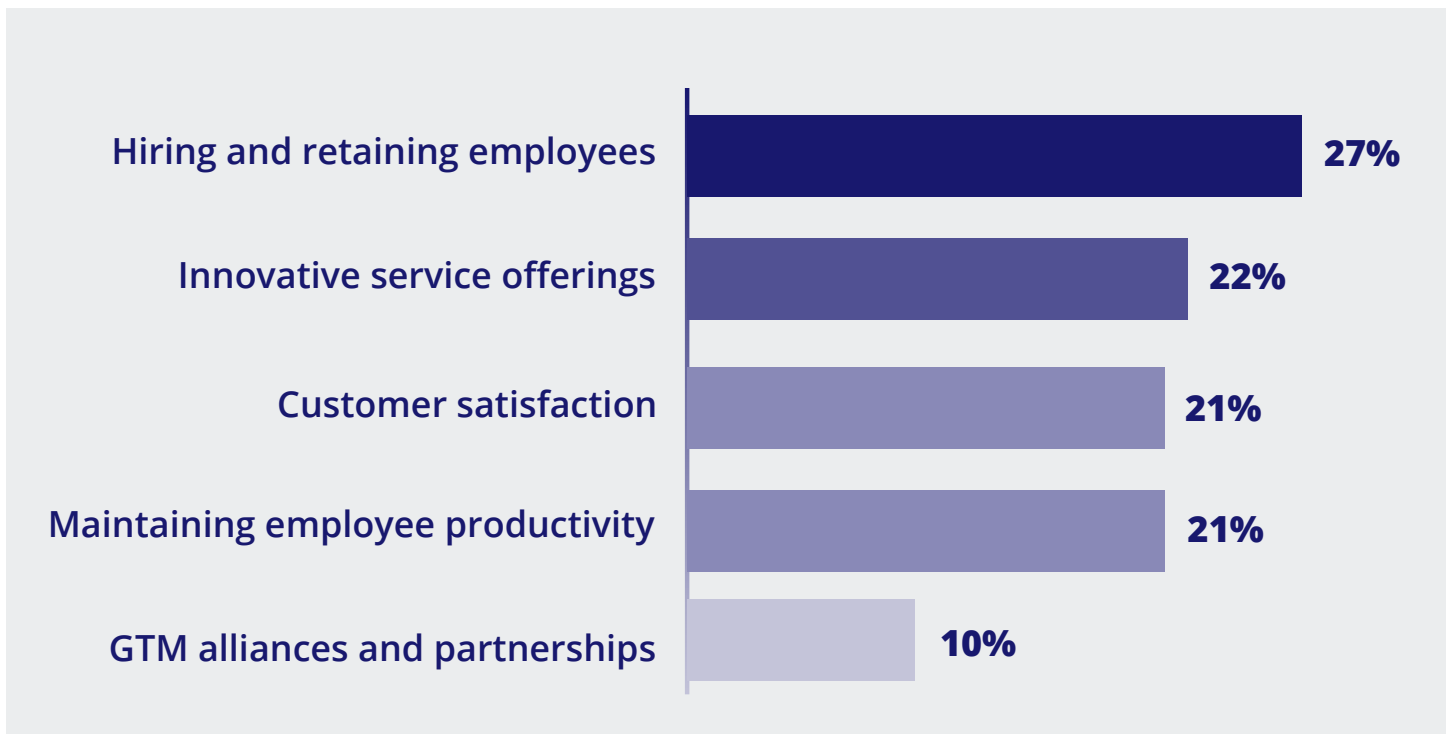 Hiring and retaining employees 27%
Innovative service offerings 22%
Customer satisfaction 21%
Maintaining employee productivity 21%
GTM alliances and partnerships 10%